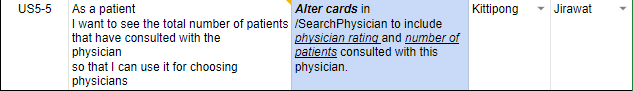 US5-5
As a patient
I want to see the total number of patients
that have consulted with the
physician
so that I can use it for choosing
physicians
Alter cards in
/SearchPhysician to include
physician rating and number of
patients consulted with this
physician.
Kittipong
Jirawat